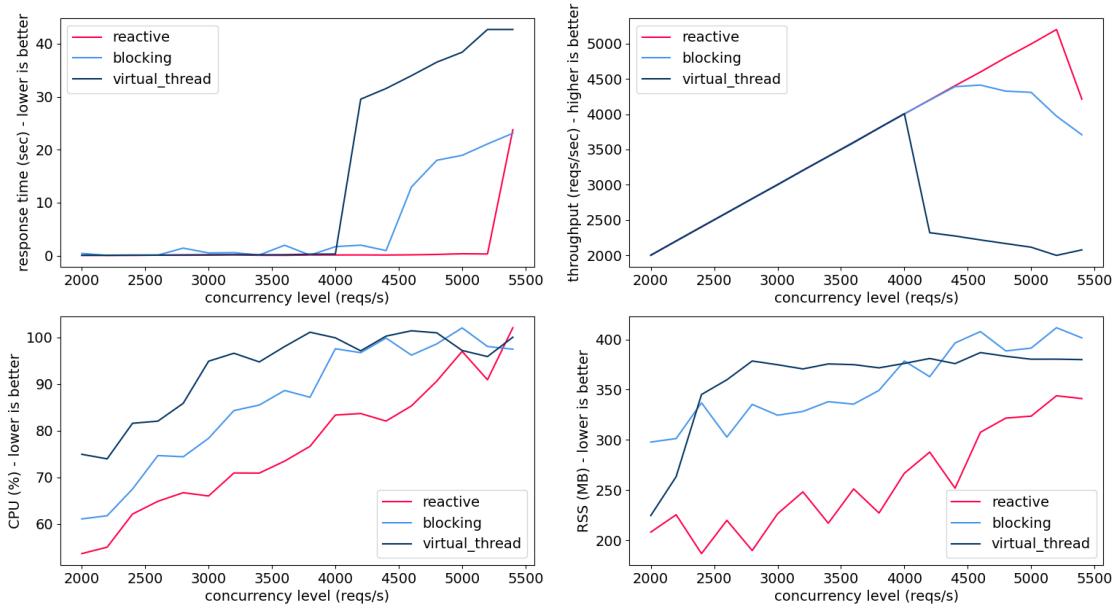 response time (sec) - lower is better
40
30
20
10
0
reactive
blocking
virtual_thread
2000 2500 3000 3500 4000 4500 5000 5500
concurrency level (reqs/s)
throughput (reqs/sec) - higher is better
5000
4500
4000
3500
3000
2500
2000
reactive
blocking
virtual_thread
2000 2500 3000 3500 4000 4500 5000 5500
concurrency level (reqs/s)
CPU (%) - lower is better
100
90
80
70
60
reactive
blocking
virtual_thread
2000 2500 3000 3500 4000 4500 5000 5500
concurrency level (reqs/s)
RSS (MB) - lower is better
400
350
300
250
200
reactive
blocking
virtual_thread
2000 2500 3000 3500 4000 4500 5000 5500
concurrency level (reqs/s)